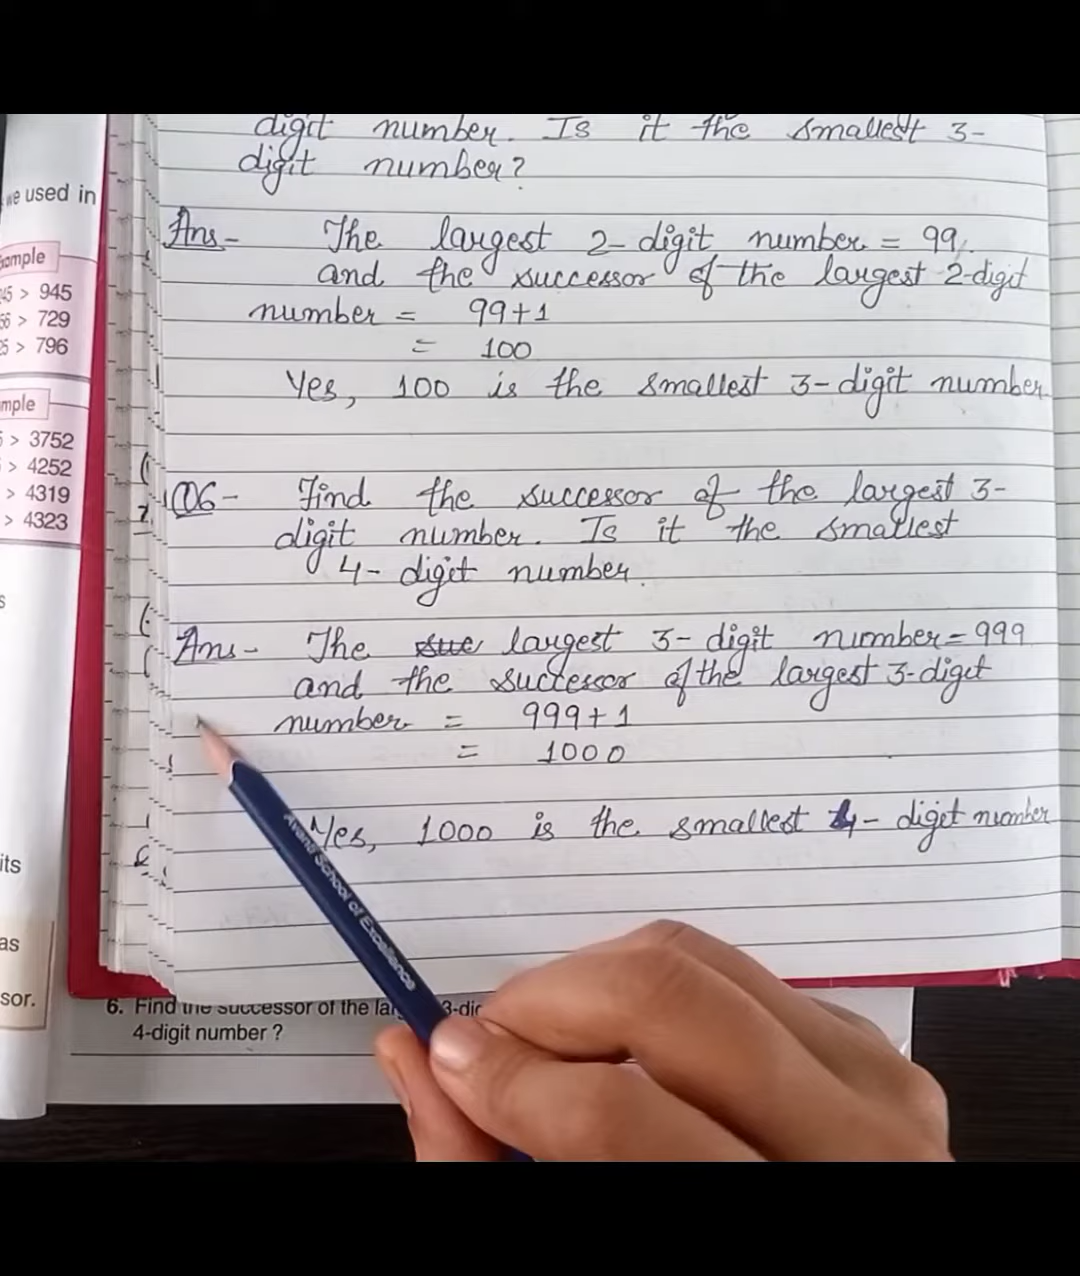 digit number. Is it the smallest 3-
digit number?
Ans- The largest 2-digit number = 99,
and the successor of the largest 2-digit
number = 99+1
= 100
Yes, 100 is the smallest 3-digit number.
Q6- Find the successor of the largest 3-
digit number. Is it the smallest
4-digit number.
Ans- The largest 3-digit number = 999
and the successor of the largest 3-digit
number = 999+1
= 1000
Yes, 1000 is the smallest 4-digit number
we used in
> 945
> 729
> 796
> 3752
> 4252
> 4319
> 4323
as
sor.
6. Find the successor of the
4-digit number ?
Avanti School of Excellence